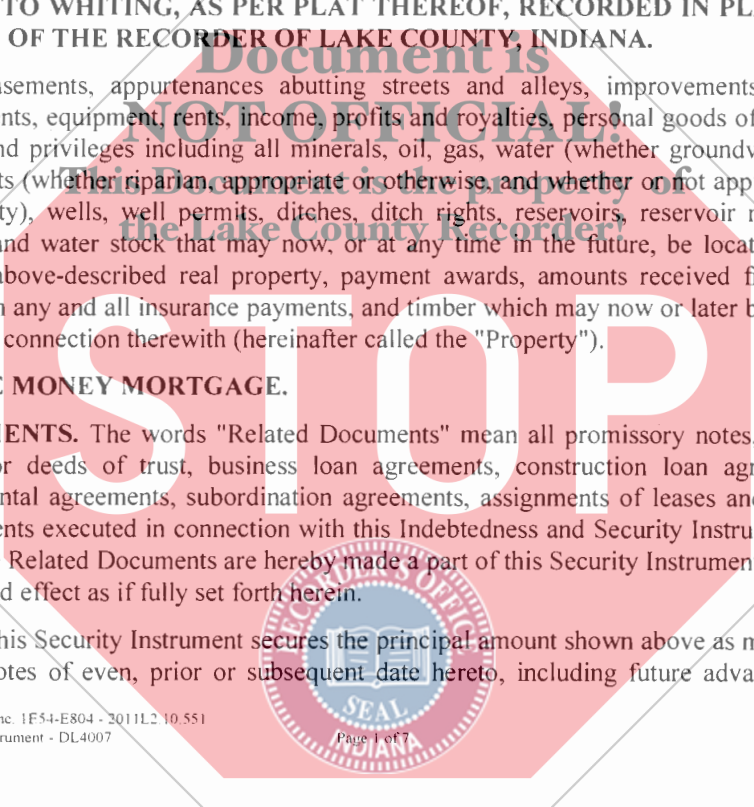 TO WHITING, AS PER PLAT THEREOF, RECORDED IN PL
OF THE RECORDER OF LAKE COUNTY, INDIANA.
Document is
asements, appurtenances abutting streets and alleys, improvements
NOT OFFICIAL!
nts, equipment, rents, income, profits and royalties, personal goods of
nd privileges including all minerals, oil, gas, water (whether groundw
This Document is the property of
ts (whether riparian, appropriate or otherwise, and whether or not app
ty), wells, well permits, ditches, ditch rights, reservoirs, reservoir
the Lake County Recorder!
and water stock that may now, or at any time in the future, be locat
above-described real property, payment awards, amounts received f
n any and all insurance payments, and timber which may now or later b
connection therewith (hereinafter called the "Property").
STOP
E MONEY MORTGAGE.
MENTS. The words "Related Documents" mean all promissory notes,
or deeds of trust, business loan agreements, construction loan agr
ntal agreements, subordination agreements, assignments of leases and
ents executed in connection with this Indebtedness and Security Instru
Related Documents are hereby made a part of this Security Instrumen
d effect as if fully set forth herein.
RECORDER'S OFFICE
his Security Instrument secures the principal amount shown above as m
otes of even, prior or subsequent date hereto, including future adva
SEAL
INDIANA
nc. 1F54-E804 - 2011L2.10.551
rument - DL4007
Page 1 of 7